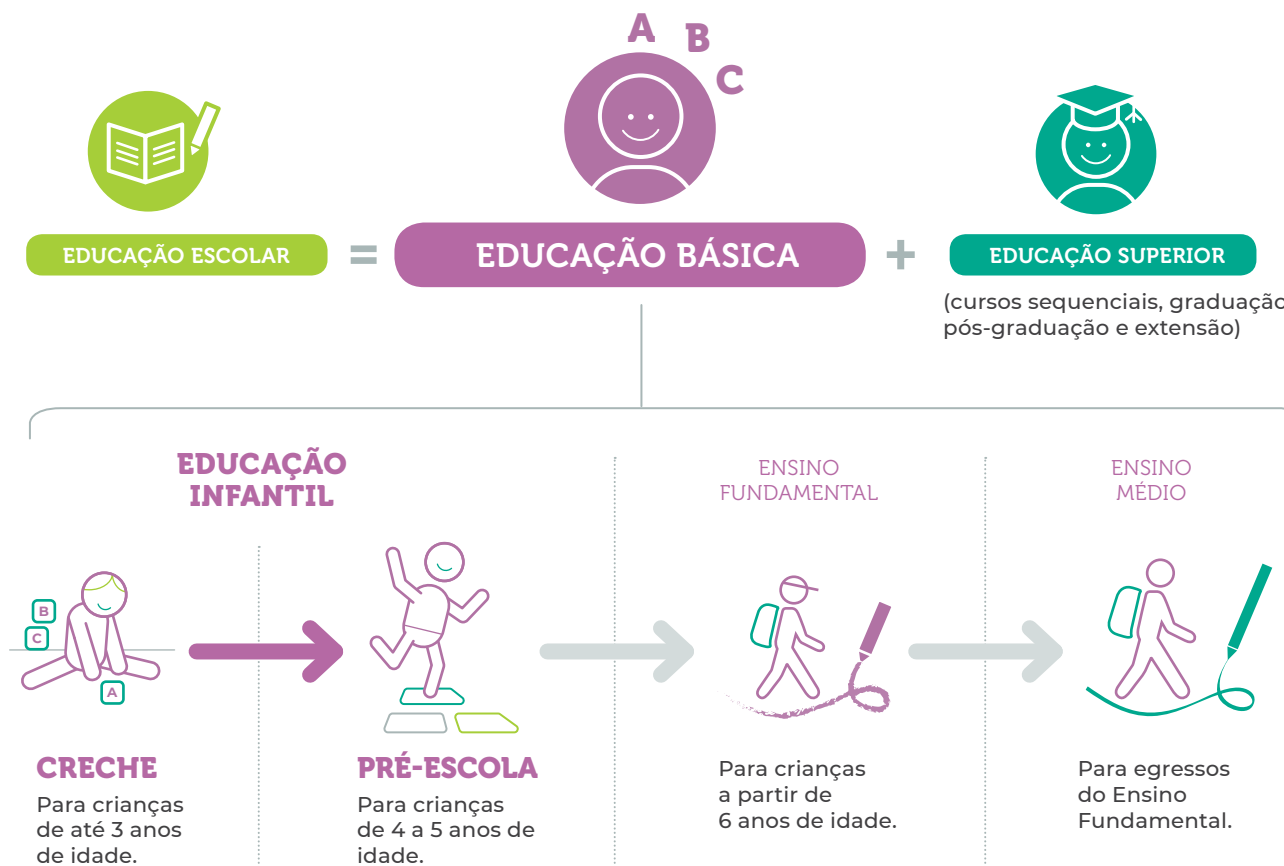 A
B
C
EDUCAÇÃO ESCOLAR
=
EDUCAÇÃO BÁSICA
+
EDUCAÇÃO SUPERIOR
(cursos sequenciais, graduação
pós-graduação e extensão)
EDUCAÇÃO
INFANTIL
ENSINO
FUNDAMENTAL
ENSINO
MÉDIO
B
C
A
CRECHE
Para crianças
de até 3 anos
de idade.
PRÉ-ESCOLA
Para crianças
de 4 a 5 anos de
idade.
Para crianças
a partir de
6 anos de idade.
Para egressos
do Ensino
Fundamental.